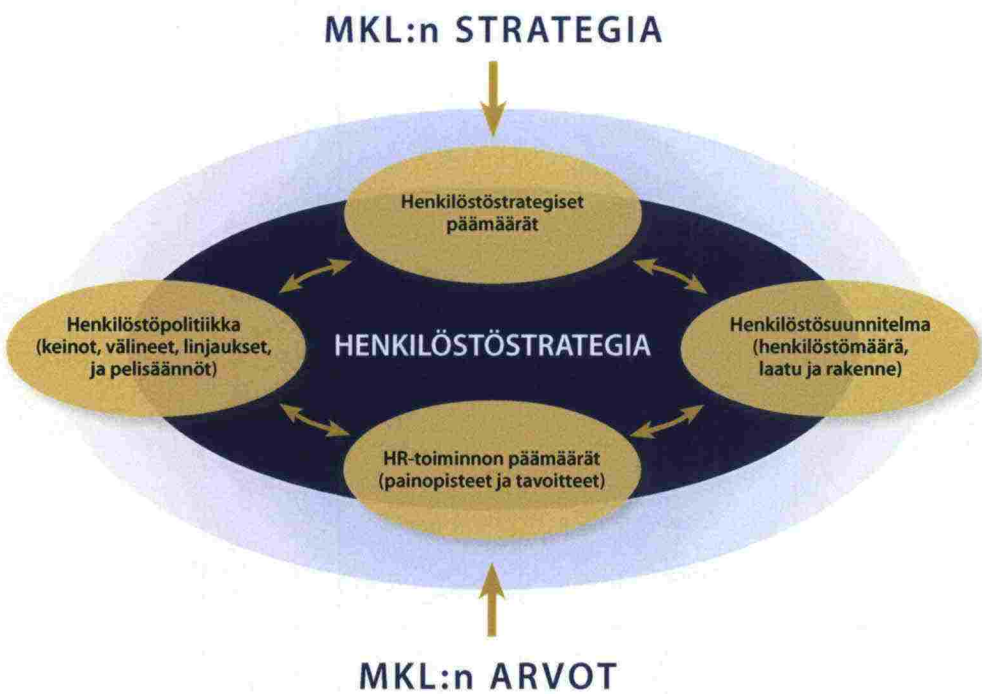 MKL:n STRATEGIA
Henkilöstöstrategiset
päämäärät
Henkilöstöpolitiikka
(keinot, välineet, linjaukset,
ja pelisäännöt)
HENKILÖSTÖSTRATEGIA
Henkilöstösuunnitelma
(henkilöstömäärä,
laatu ja rakenne)
HR-toiminnon päämäärät
(painopisteet ja tavoitteet)
MKL:n ARVOT